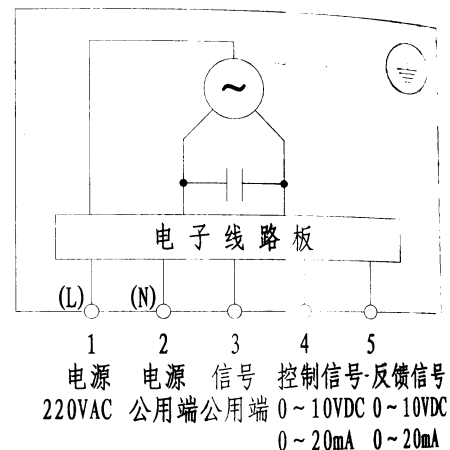 ~
电子线路板
(L) (N)
1 2 3 4 5
电源 电源 信号 控制信号 反馈信号
220VAC 公用端 公用端 0~10VDC 0~10VDC
0~20mA 0~20mA